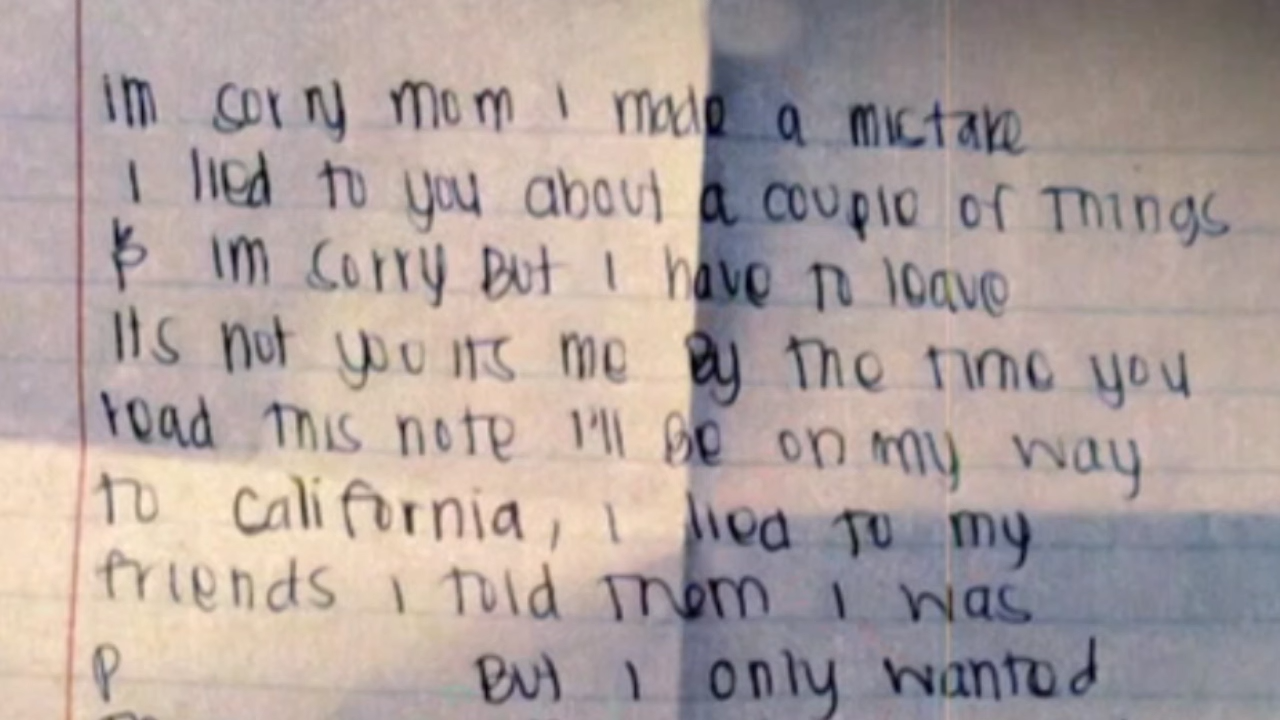 im sorry mom I made a mistake
I lied to you about a couple of Things
& im sorry But I have to leave
Its not you its me By the time you
read this note I'll Be on my way
to california, I lied to my
friends I told them I was
P But I only wanted